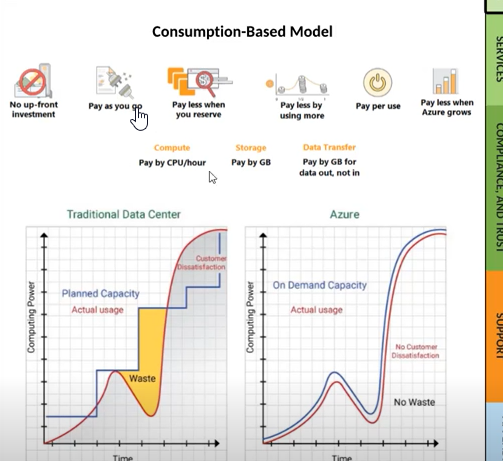 Consumption-Based Model
No up-front
investment
Pay as you go
Pay less when
you reserve
Pay less by
using more
Pay per use
Pay less when
Azure grows
Compute
Pay by CPU/hour
Storage
Pay by GB
Data Transfer
Pay by GB for
data out, not in
SERVICES
COMPLIANCE, AND TRUST
SUPPORT
Traditional Data Center
Computing Power
Planned Capacity
Actual usage
Customer
Dissatisfaction
Waste
Time
Azure
Computing Power
On Demand Capacity
Actual usage
No Customer
Dissatisfaction
No Waste
Time